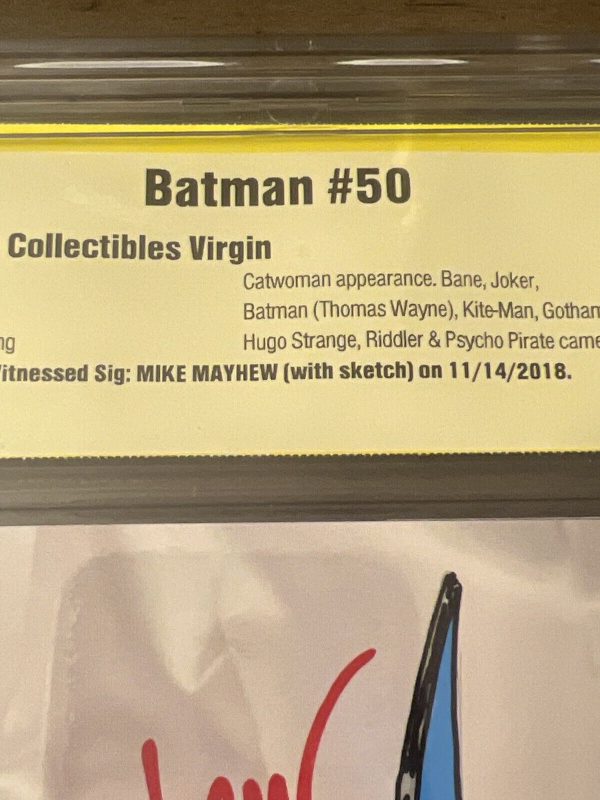 Batman #50
Collectibles Virgin
Catwoman appearance. Bane, Joker,
Batman (Thomas Wayne), Kite-Man, Gotham
ng
Hugo Strange, Riddler & Psycho Pirate came
itnessed Sig: MIKE MAYHEW (with sketch) on 11/14/2018.